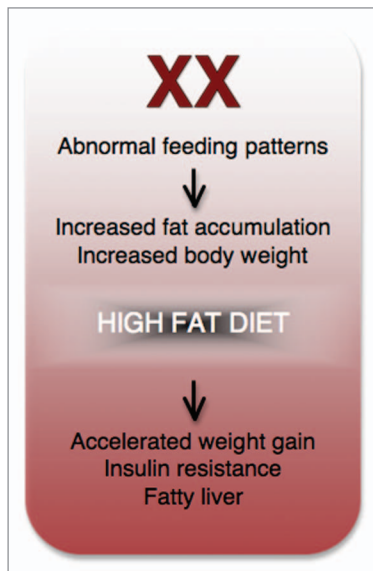 XX
Abnormal feeding patterns
Increased fat accumulation
Increased body weight
HIGH FAT DIET
Accelerated weight gain
Insulin resistance
Fatty liver